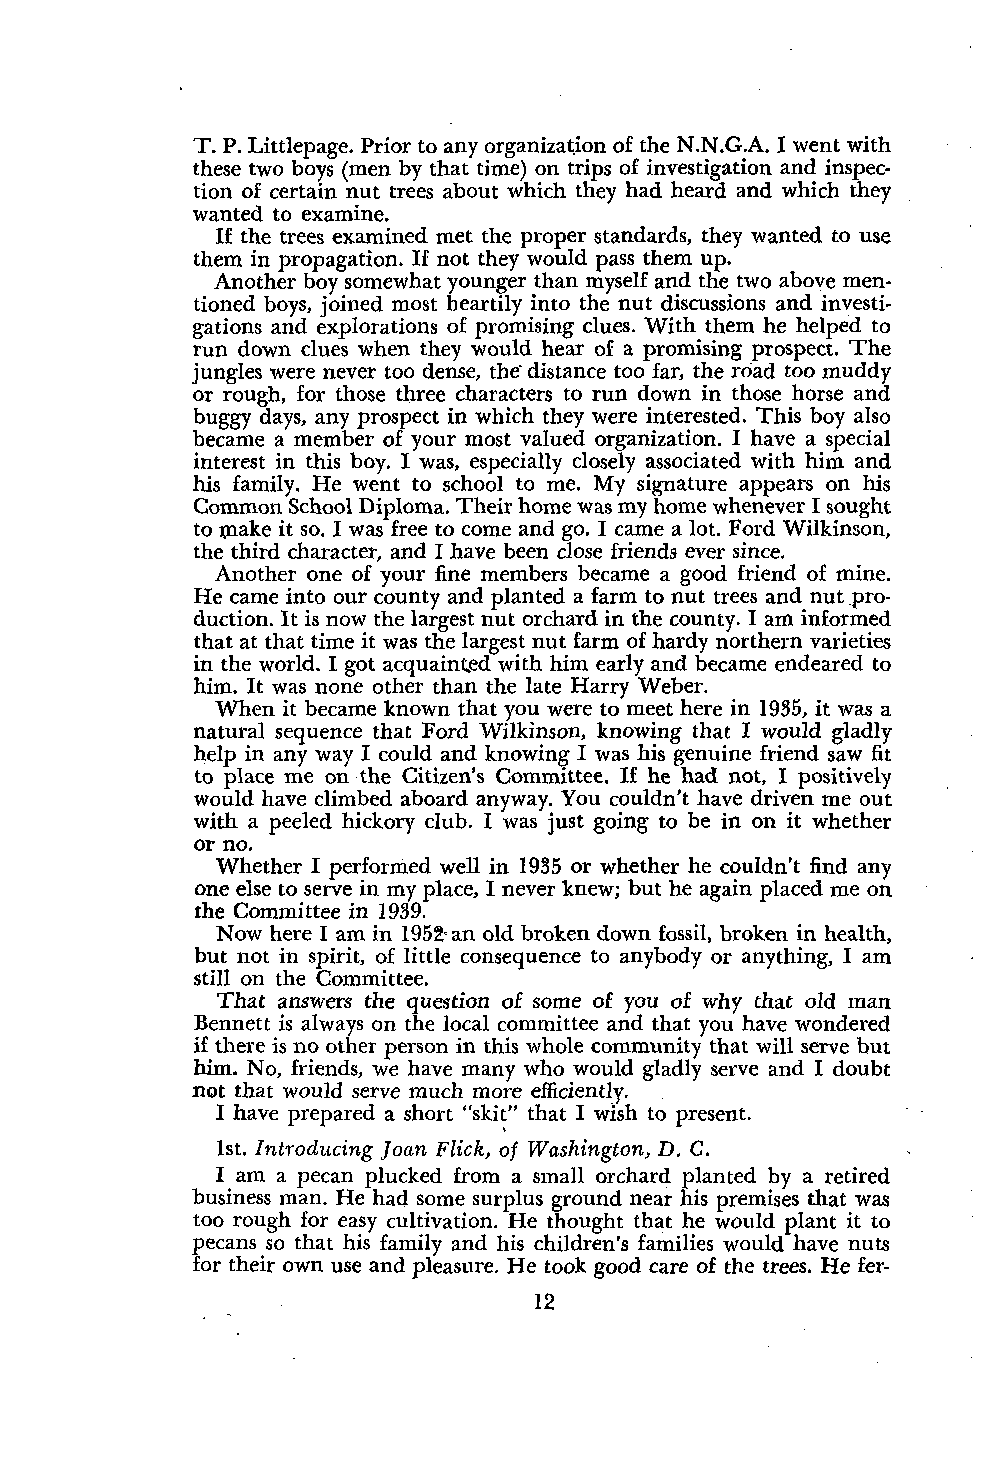 T. P. Littlepage. Prior to any organization of the N.N.G.A. I went with
these two boys (men by that time) on trips of investigation and inspec-
tion of certain nut trees about which they had heard and which they
wanted to examine.
If the trees examined met the proper standards, they wanted to use
them in propagation. If not they would pass them up.
Another boy somewhat younger than myself and the two above men-
tioned boys, joined most heartily into the nut discussions and investi-
gations and explorations of promising clues. With them he helped to
run down clues when they would hear of a promising prospect. The
jungles were never too dense, the distance too far, the road too muddy
or rough, for those three characters to run down in those horse and
buggy days, any prospect in which they were interested. This boy also
became a member of your most valued organization. I have a special
interest in this boy. I was, especially closely associated with him and
his family. He went to school to me. My signature appears on his
Common School Diploma. Their home was my home whenever I sought
to make it so. I was free to come and go. I came a lot. Ford Wilkinson,
the third character, and I have been close friends ever since.
Another one of your fine members became a good friend of mine.
He came into our county and planted a farm to nut trees and nut pro-
duction. It is now the largest nut orchard in the county. I am informed
that at that time it was the largest nut farm of hardy northern varieties
in the world. I got acquainted with him early and became endeared to
him. It was none other than the late Harry Weber.
When it became known that you were to meet here in 1935, it was a
natural sequence that Ford Wilkinson, knowing that I would gladly
help in any way I could and knowing I was his genuine friend saw fit
to place me on the Citizen's Committee. If he had not, I positively
would have climbed aboard anyway. You couldn't have driven me out
with a peeled hickory club. I was just going to be in on it whether
or no.
Whether I performed well in 1935 or whether he couldn't find any
one else to serve in my place, I never knew; but he again placed me on
the Committee in 1939.
Now here I am in 1952 an old broken down fossil, broken in health,
but not in spirit, of little consequence to anybody or anything, I am
still on the Committee.
That answers the question of some of you of why that old man
Bennett is always on the local committee and that you have wondered
if there is no other person in this whole community that will serve but
him. No, friends, we have many who would gladly serve and I doubt
not that would serve much more efficiently.
I have prepared a short "skit" that I wish to present.
1st. Introducing Joan Flick, of Washington, D. C.
I am a pecan plucked from a small orchard planted by a retired
business man. He had some surplus ground near his premises that was
too rough for easy cultivation. He thought that he would plant it to
pecans so that his family and his children's families would have nuts
for their own use and pleasure. He took good care of the trees. He fer-
12